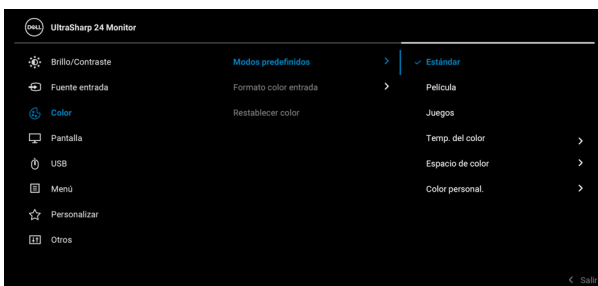 DELL UltraSharp 24 Monitor
Brillo/Contraste Modos predefinidos Estándar
Fuente entrada Formato color entrada Película
Color Restablecer color Juegos
Pantalla Temp. del color
USB Espacio de color
Menú Color personal.
Personalizar
Otros
Salir